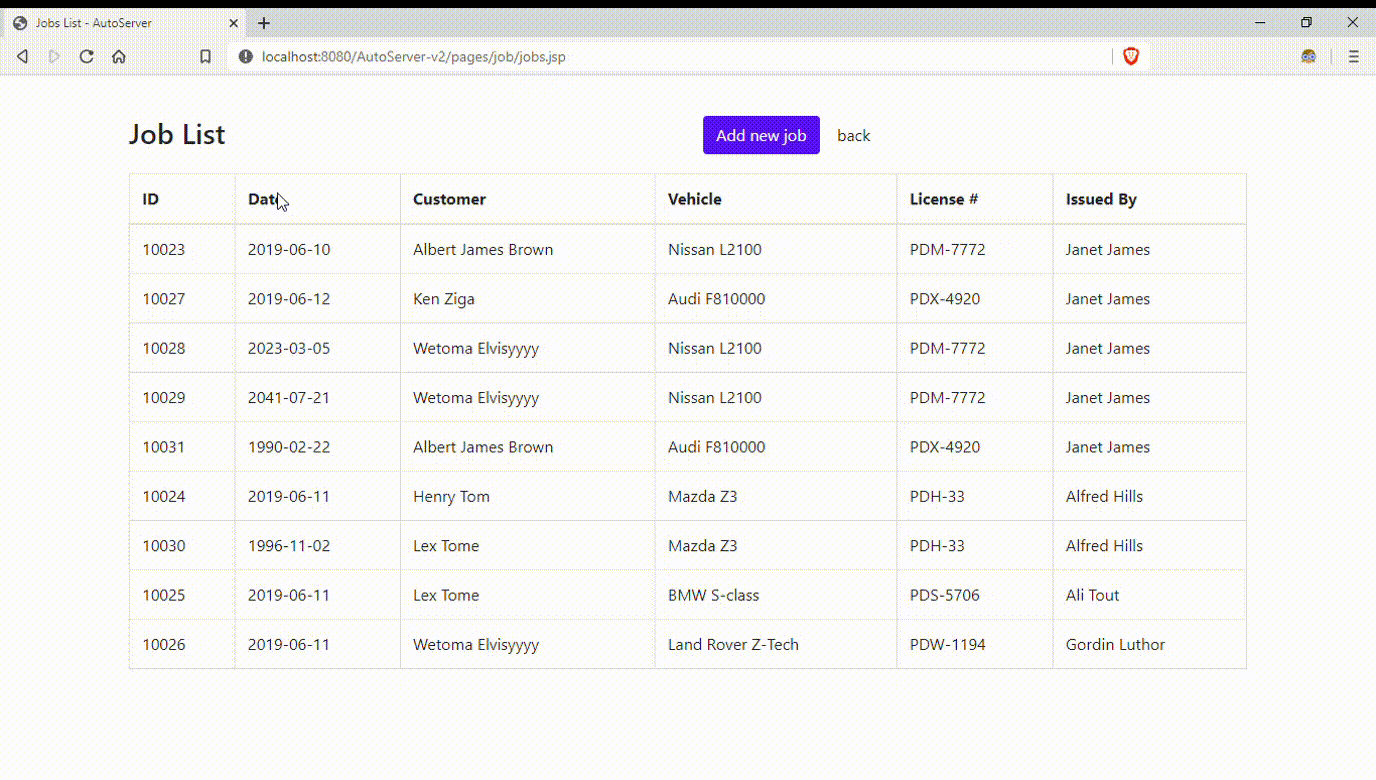 Jobs List - AutoServer
localhost:8080/AutoServer-v2/pages/job/jobs.jsp
Job List Add new job back
ID Date Customer Vehicle License # Issued By
10023 2019-06-10 Albert James Brown Nissan L2100 PDM-7772 Janet James
10027 2019-06-12 Ken Ziga Audi F810000 PDX-4920 Janet James
10028 2023-03-05 Wetoma Elvisyyyy Nissan L2100 PDM-7772 Janet James
10029 2041-07-21 Wetoma Elvisyyyy Nissan L2100 PDM-7772 Janet James
10031 1990-02-22 Albert James Brown Audi F810000 PDX-4920 Janet James
10024 2019-06-11 Henry Tom Mazda Z3 PDH-33 Alfred Hills
10030 1996-11-02 Lex Tome Mazda Z3 PDH-33 Alfred Hills
10025 2019-06-11 Lex Tome BMW S-class PDS-5706 Ali Tout
10026 2019-06-11 Wetoma Elvisyyyy Land Rover Z-Tech PDW-1194 Gordin Luthor